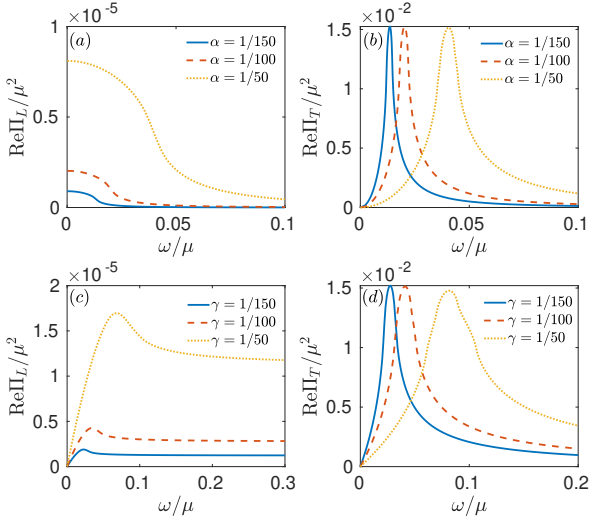 ×10-5
(a)
α = 1/150
α = 1/100
α = 1/50
1
0.5
0
ReΠL/μ2
0 0.05 0.1
ω/μ
×10-2
(b)
α = 1/150
α = 1/100
α = 1/50
1.5
1
0.5
0
ReΠT/μ2
0 0.05 0.1
ω/μ
×10-5
(c)
γ = 1/150
γ = 1/100
γ = 1/50
2
1.5
1
0.5
0
ReΠL/μ2
0 0.1 0.2 0.3
ω/μ
×10-2
(d)
γ = 1/150
γ = 1/100
γ = 1/50
1.5
1
0.5
0
ReΠT/μ2
0 0.1 0.2
ω/μ